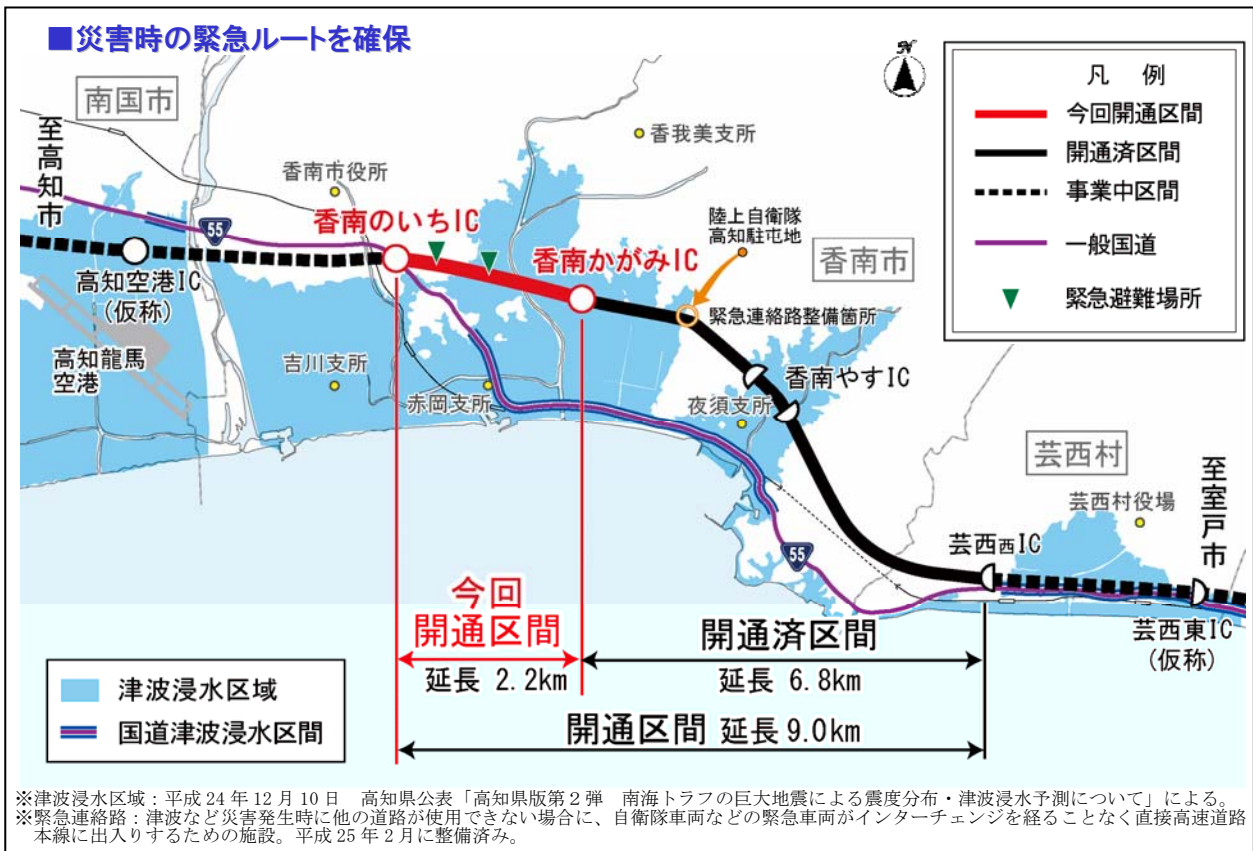 ■災害時の緊急ルートを確保
凡 例
今回開通区間
開通済区間
事業中区間
一般国道
緊急避難場所
南国市
至高知市
香南市役所
香我美支所
55
香南のいちIC
陸上自衛隊
高知駐屯地
香南市
香南かがみIC
高知空港IC
(仮称)
緊急連絡路整備箇所
高知龍馬
空港
吉川支所
赤岡支所
香南やすIC
夜須支所
芸西村
至室戸市
芸西村役場
芸西西IC
55
芸西東IC
(仮称)
今回
開通区間
延長 2.2km
開通済区間
延長 6.8km
開通区間 延長 9.0km
津波浸水区域
国道津波浸水区間
※津波浸水区域：平成 24 年 12 月 10 日 高知県公表「高知県版第２弾 南海トラフの巨大地震による震度分布・津波浸水予測について」による。
※緊急連絡路：津波など災害発生時に他の道路が使用できない場合に、自衛隊車両などの緊急車両がインターチェンジを経ることなく直接高速道路
本線に出入りするための施設。平成 25 年 2 月に整備済み。